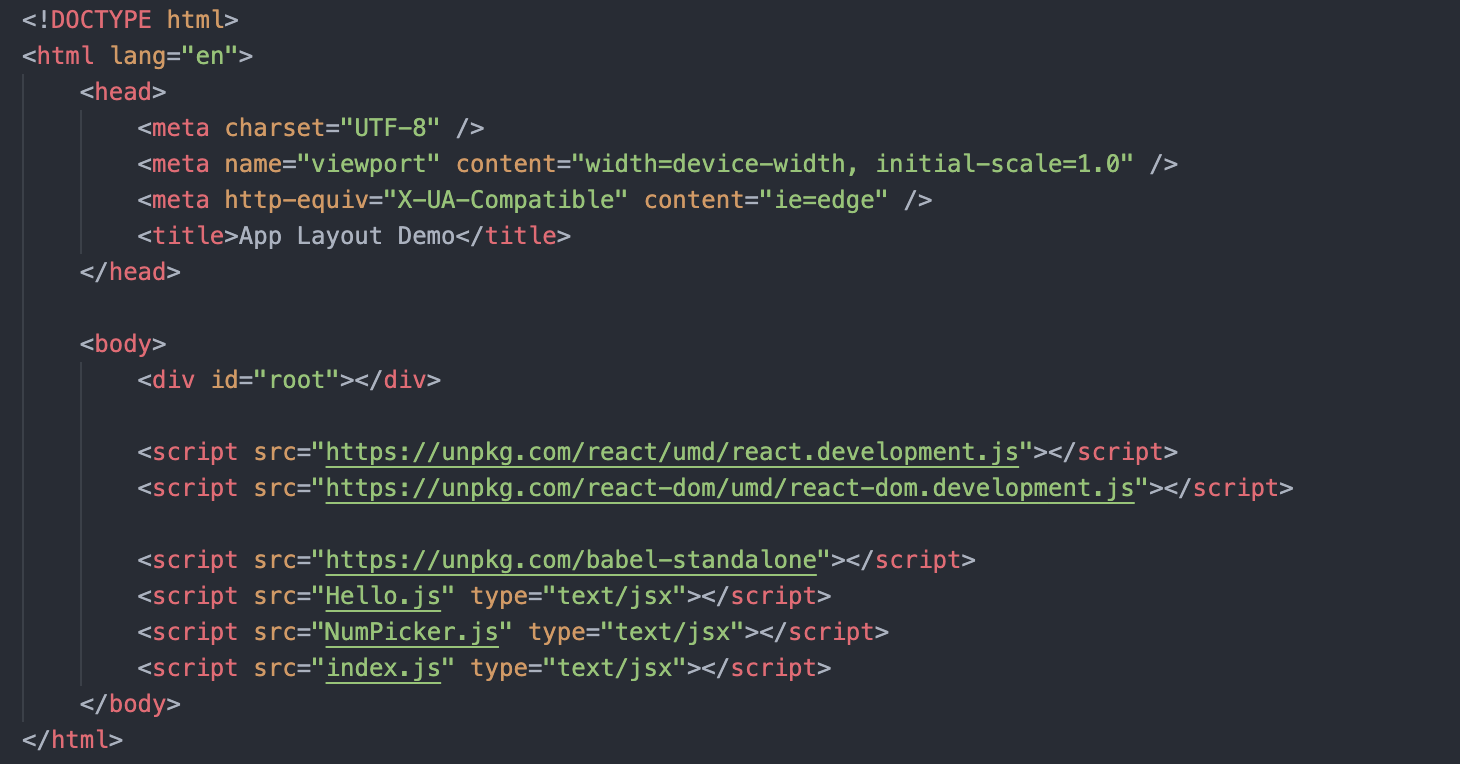 <!DOCTYPE html>
<html lang="en">
    <head>
        <meta charset="UTF-8" />
        <meta name="viewport" content="width=device-width, initial-scale=1.0" />
        <meta http-equiv="X-UA-Compatible" content="ie=edge" />
        <title>App Layout Demo</title>
    </head>

    <body>
        <div id="root"></div>

        <script src="https://unpkg.com/react/umd/react.development.js"></script>
        <script src="https://unpkg.com/react-dom/umd/react-dom.development.js"></script>

        <script src="https://unpkg.com/babel-standalone"></script>
        <script src="Hello.js" type="text/jsx"></script>
        <script src="NumPicker.js" type="text/jsx"></script>
        <script src="index.js" type="text/jsx"></script>
    </body>
</html>